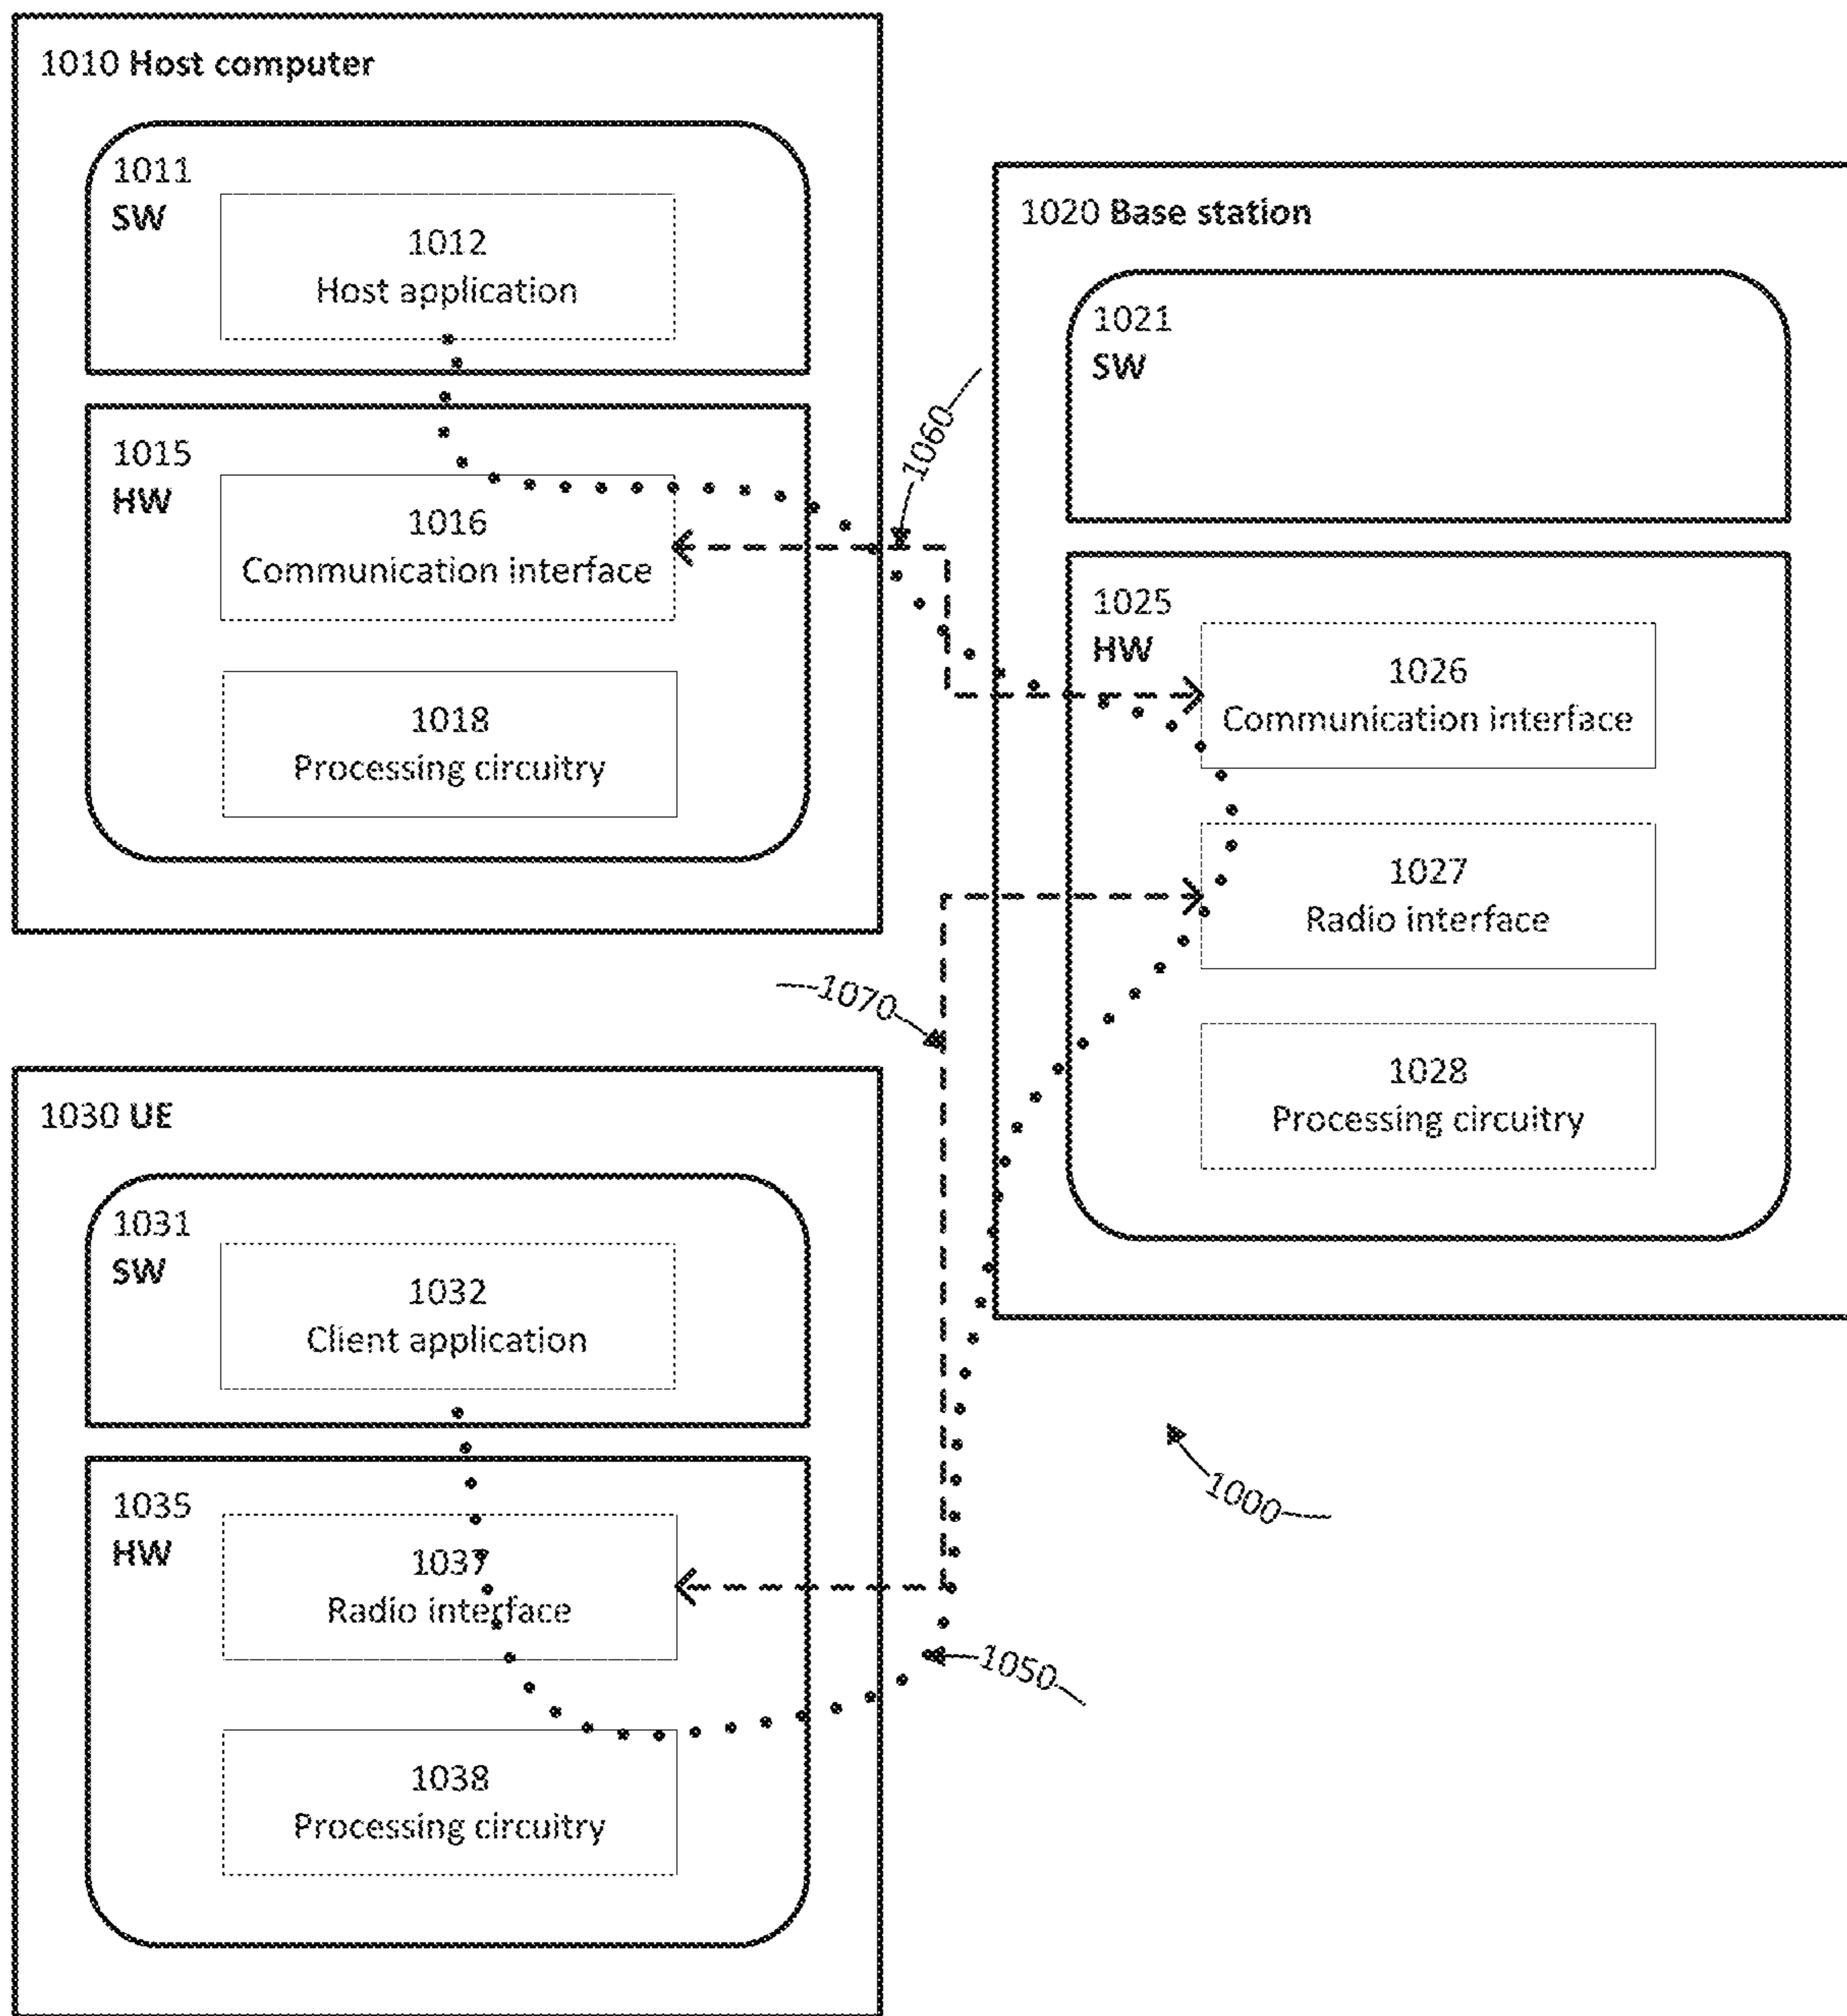 1010 Host computer
1011
SW
1012
Host application
1015
HW
1016
Communication interface
1018
Processing circuitry
1060
1020 Base station
1021
SW
1025
HW
1026
Communication interface
1027
Radio interface
1028
Processing circuitry
1070
1030 UE
1031
SW
1032
Client application
1035
HW
1037
Radio interface
1038
Processing circuitry
1050
1000